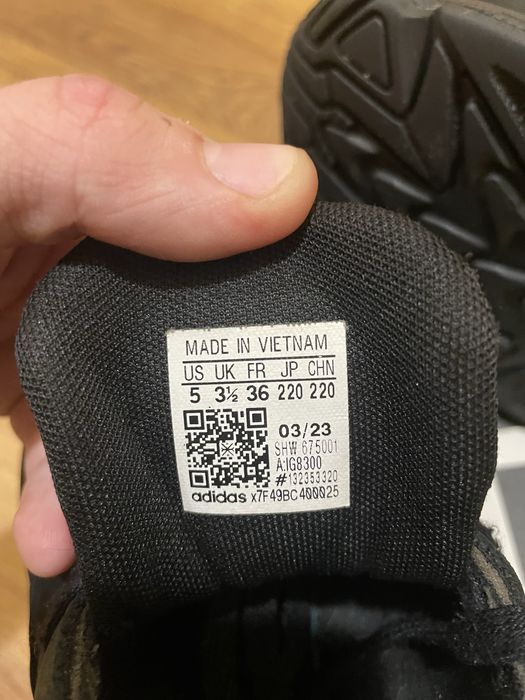 MADE IN VIETNAM
US UK FR JP CHN
5 3½ 36 220 220
03/23
SHW 675001
A:IG8300
#132353320
adidas x7F49BC400025